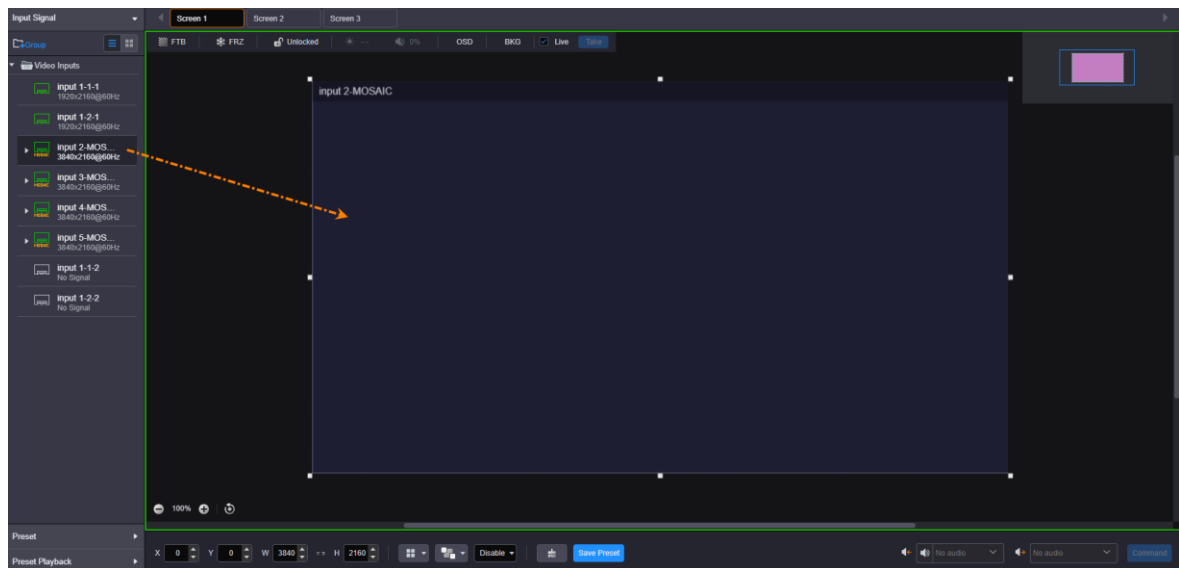 Input Signal
Screen 1
Screen 2
Screen 3
Group
FTB
FRZ
Unlocked
--
0%
OSD
BKG
Live
Take
Video Inputs
input 1-1-1
1920x2160@60Hz
input 1-2-1
1920x2160@60Hz
input 2-MOS...
3840x2160@60Hz
input 3-MOS...
3840x2160@60Hz
input 4-MOS...
3840x2160@60Hz
input 5-MOS...
3840x2160@60Hz
input 1-1-2
No Signal
input 1-2-2
No Signal
input 2-MOSAIC
100%
Preset
Preset Playback
X 0 Y 0 W 3840 H 2160
Disable
Save Preset
No audio
No audio
Command